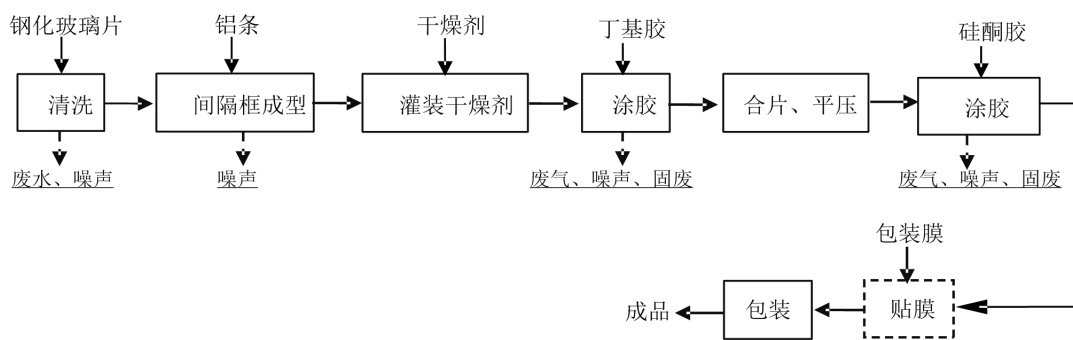 钢化玻璃片
铝条
干燥剂
丁基胶
硅酮胶
清洗
间隔框成型
灌装干燥剂
涂胶
合片、平压
涂胶
废水、噪声
噪声
废气、噪声、固废
废气、噪声、固废
包装膜
成品
包装
贴膜